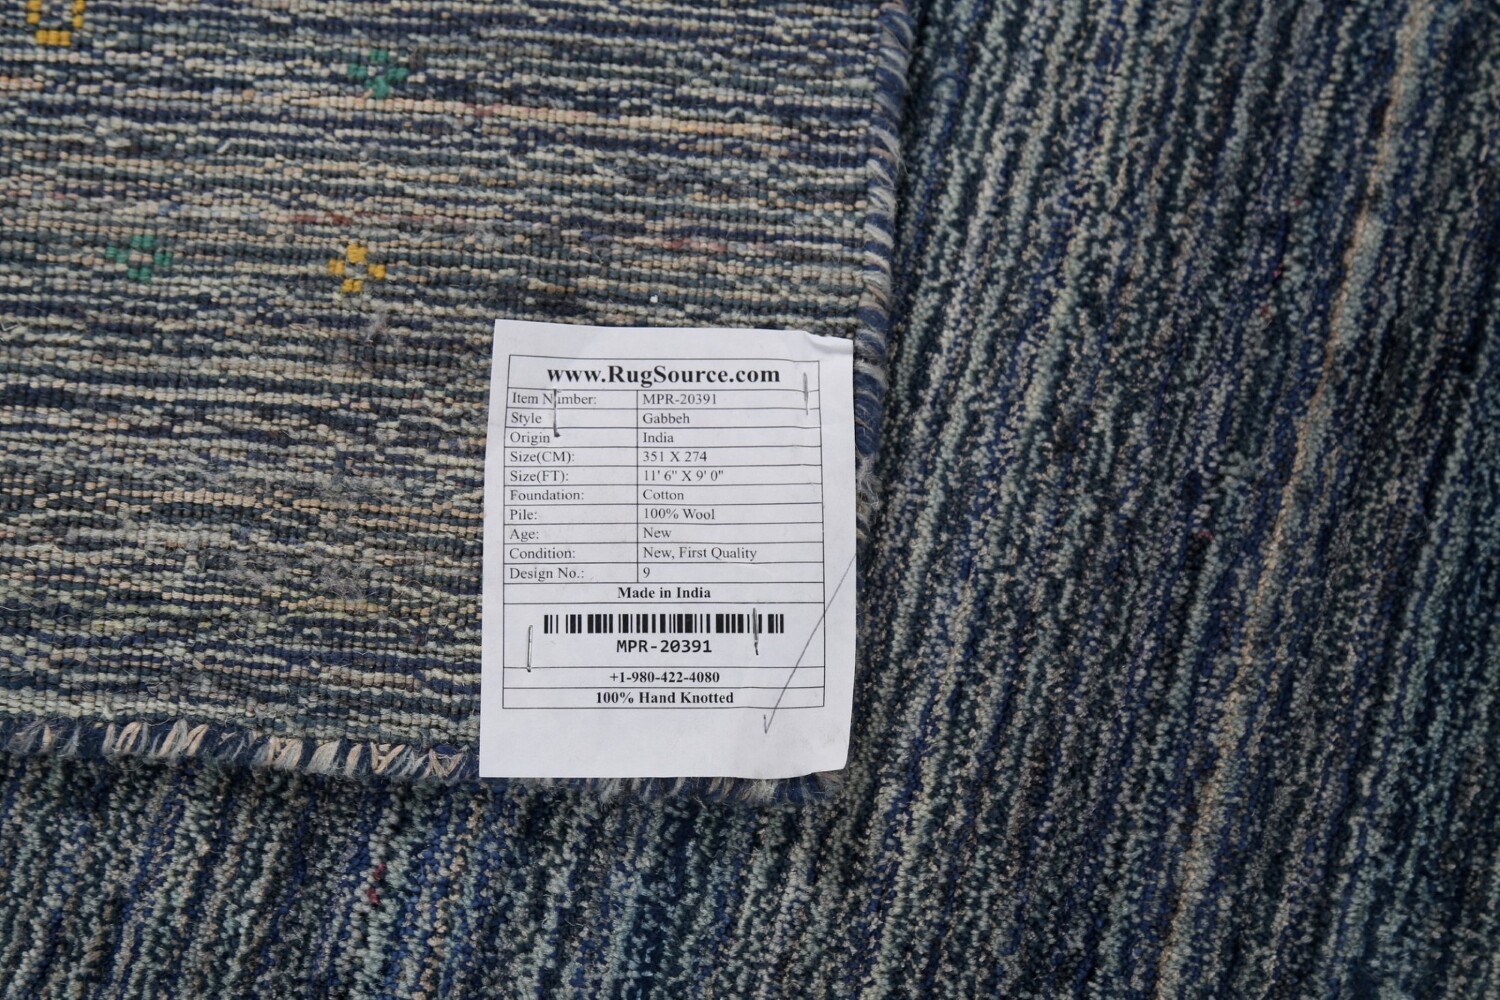 www.RugSource.com
Item Number: MPR-20391
Style Gabbeh
Origin India
Size(CM): 351 X 274
Size(FT): 11' 6" X 9' 0"
Foundation: Cotton
Pile: 100% Wool
Age: New
Condition: New, First Quality
Design No.: 9
Made in India
MPR-20391
+1-980-422-4080
100% Hand Knotted